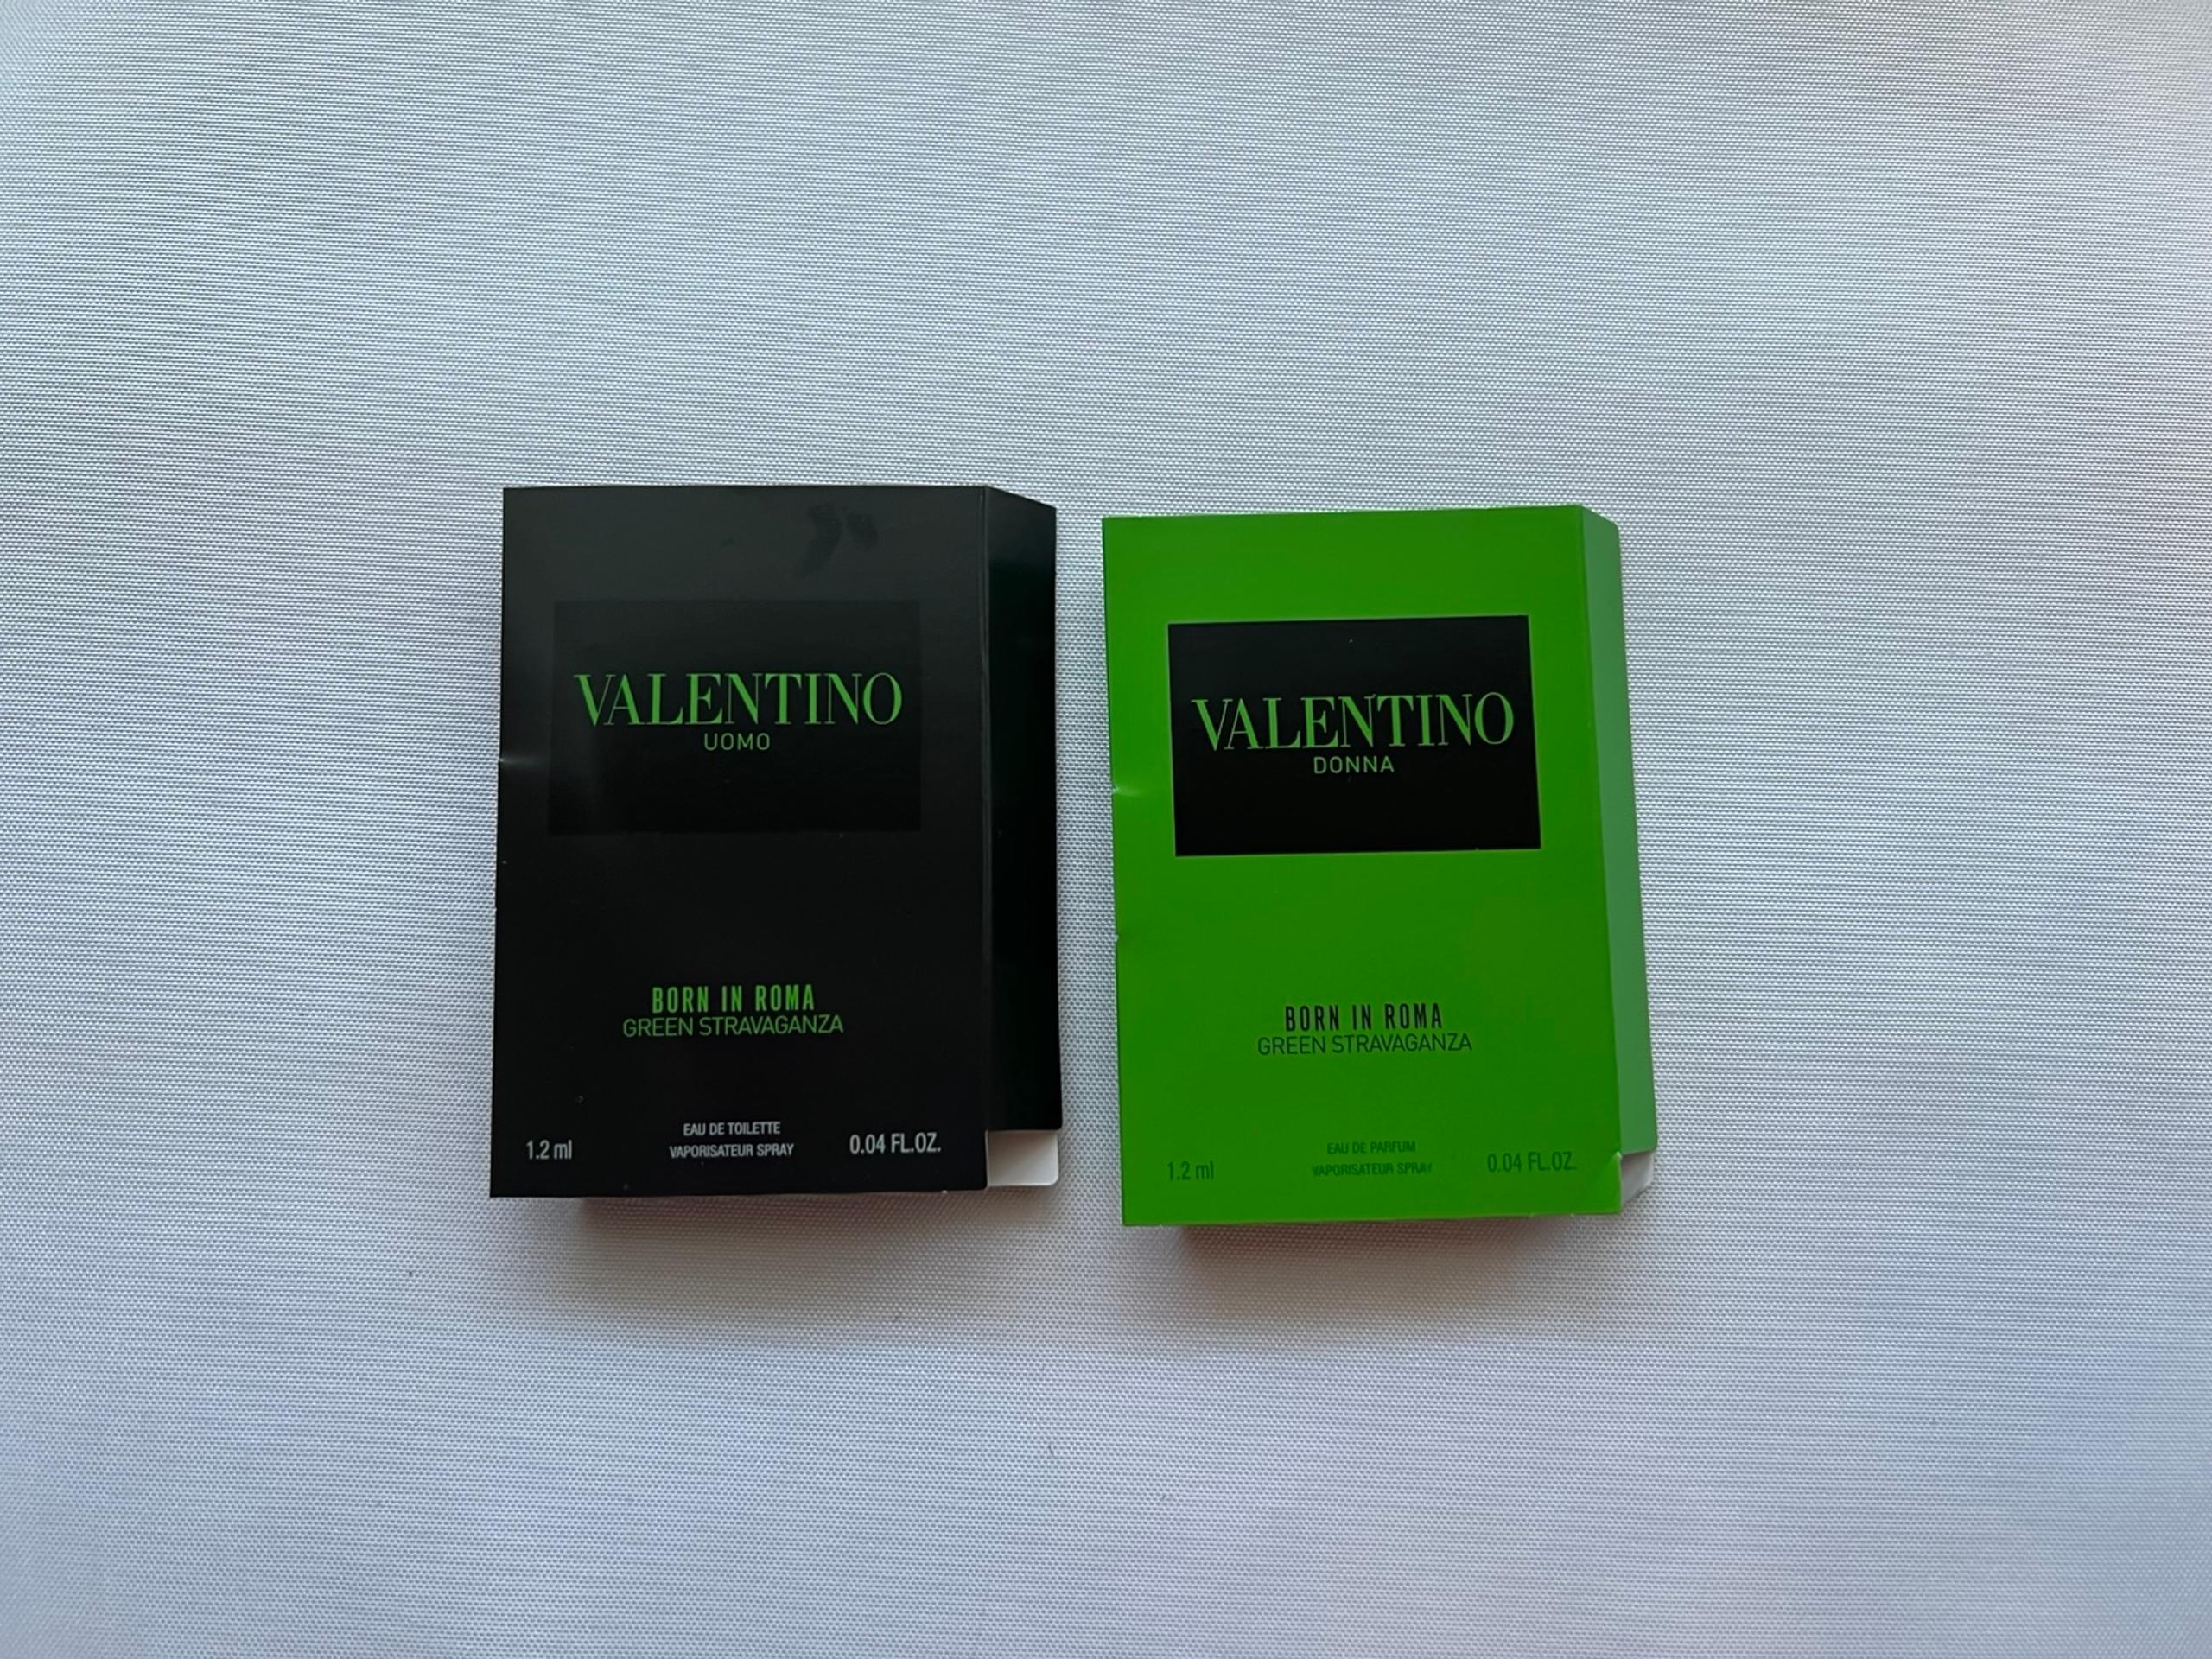 VALENTINO
UOMO
BORN IN ROMA
GREEN STRAVAGANZA
1.2 ml
EAU DE TOILETTE
VAPORISATEUR SPRAY
0.04 FL.OZ.
VALENTINO
DONNA
BORN IN ROMA
GREEN STRAVAGANZA
1.2 ml
EAU DE PARFUM
VAPORISATEUR SPRAY
0.04 FL.OZ.